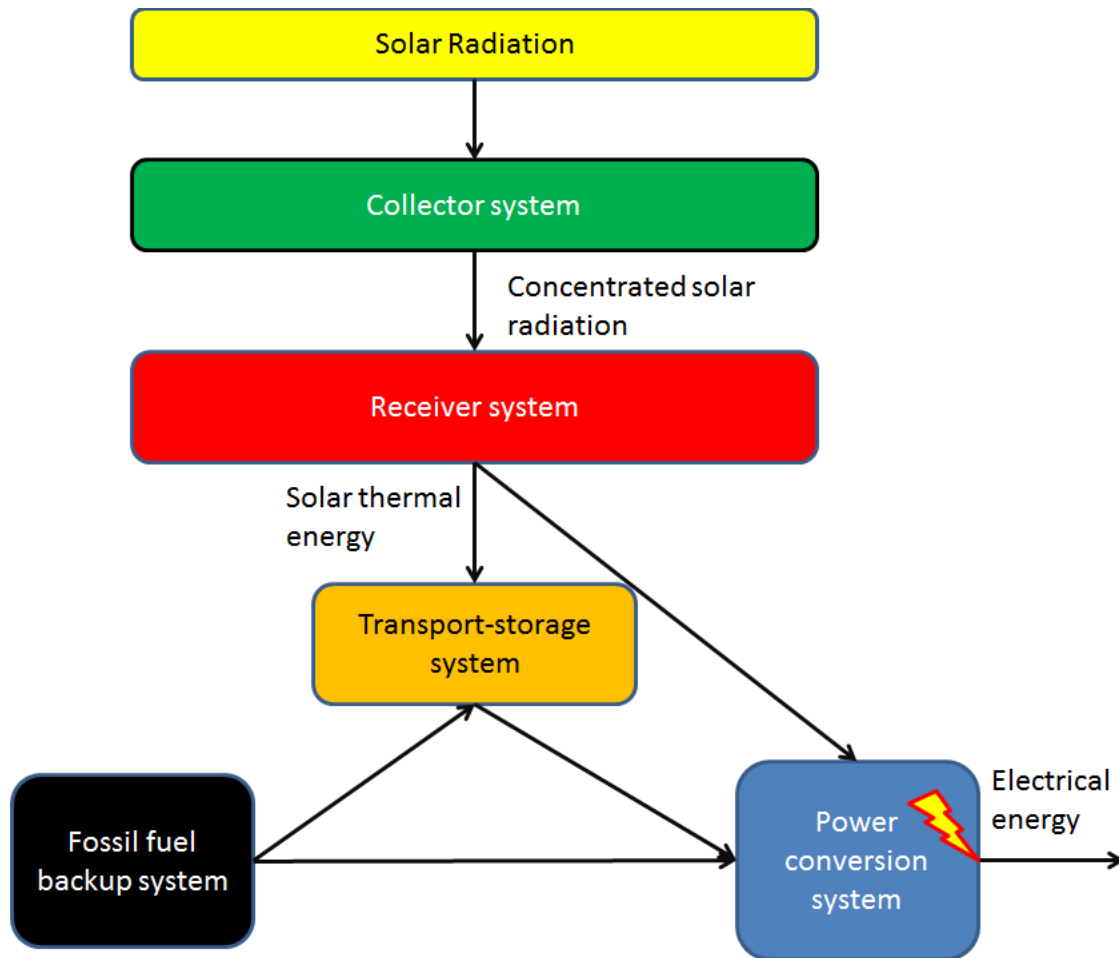 Solar Radiation
Collector system
Concentrated solar
radiation
Receiver system
Solar thermal
energy
Transport-storage
system
Fossil fuel
backup system
Power
conversion
system
Electrical
energy